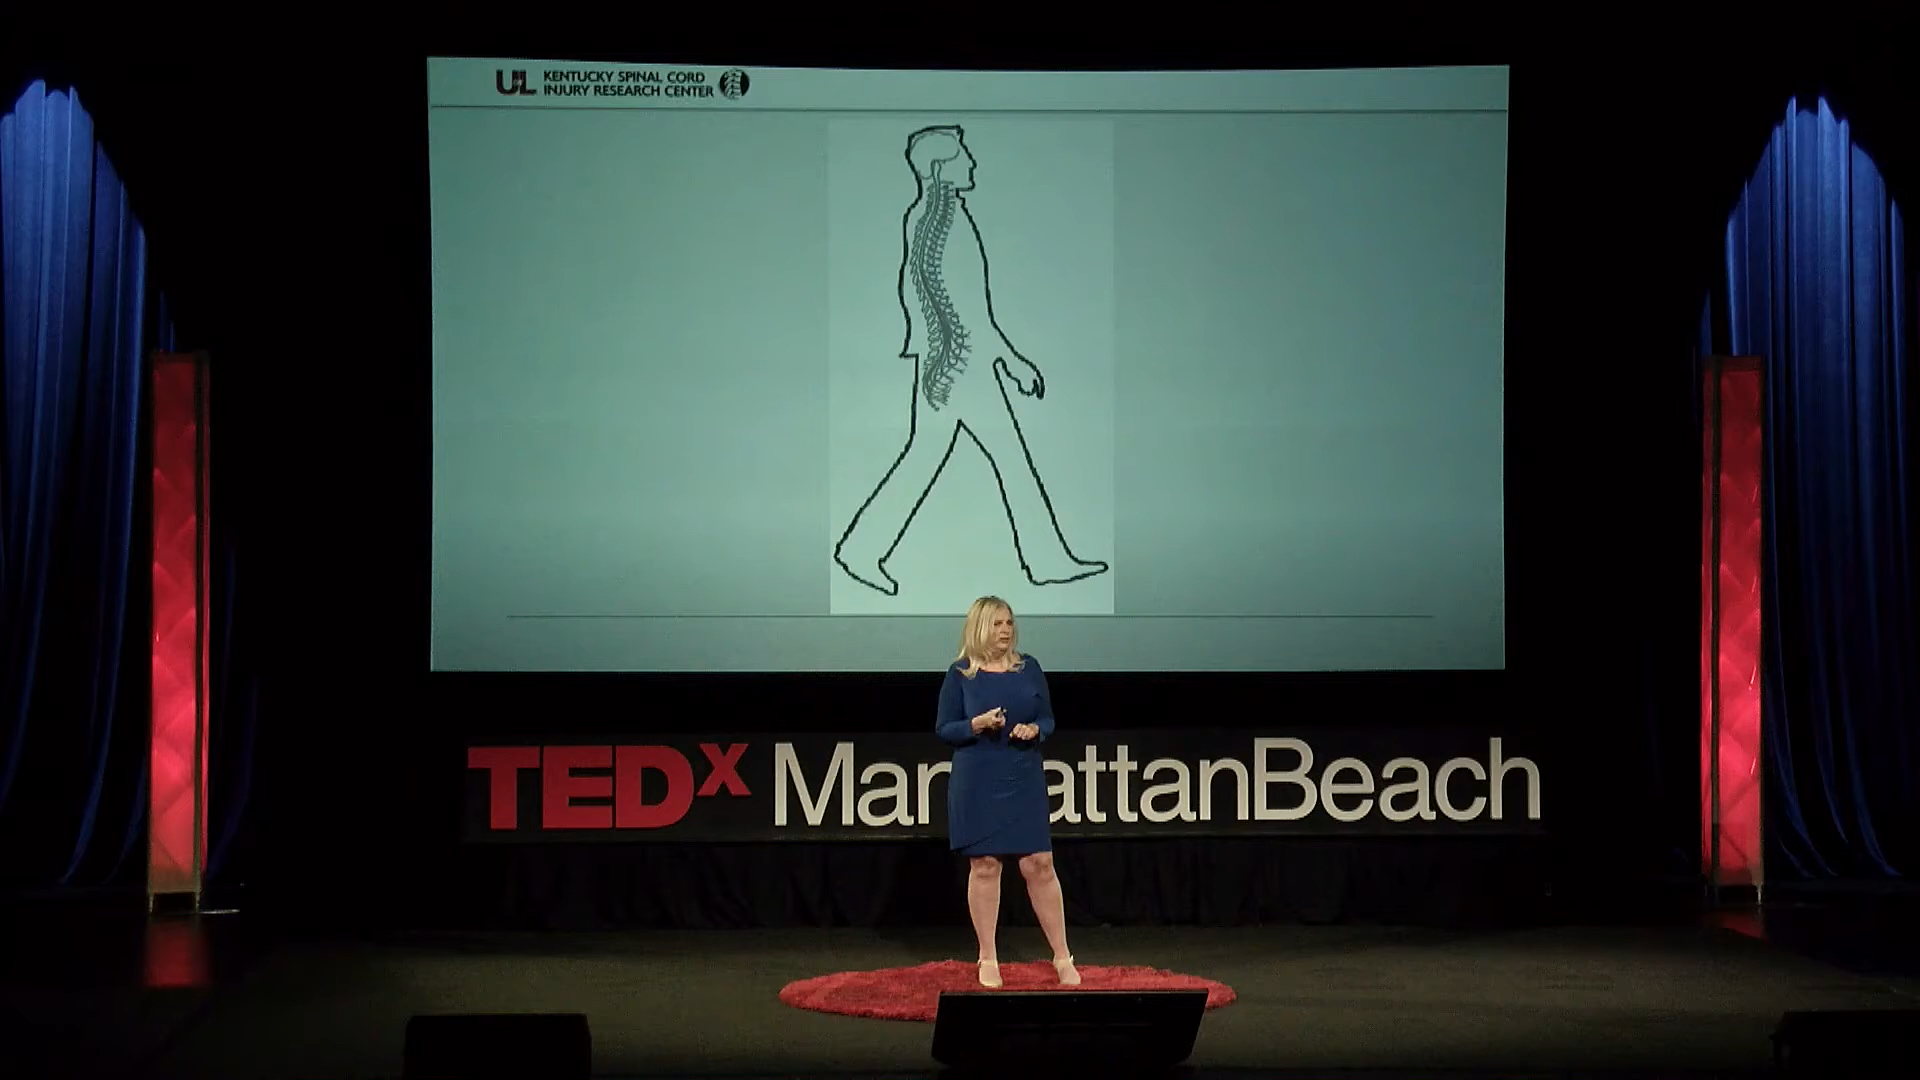 UL KENTUCKY SPINAL CORD
INJURY RESEARCH CENTER
TEDx ManhattanBeach